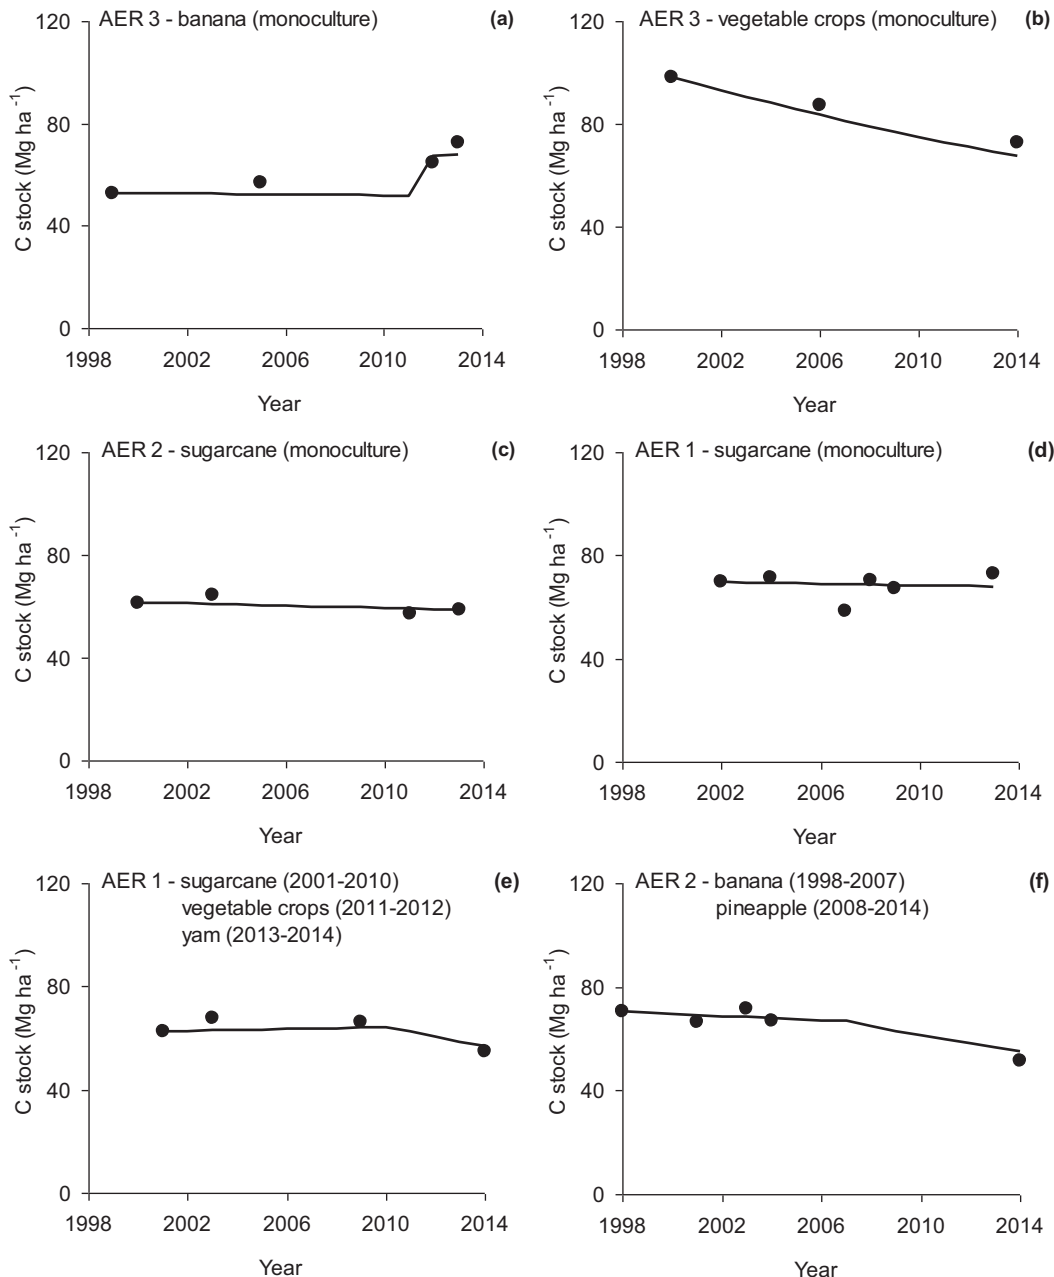 AER 3 - banana (monoculture) (a)
120
80
40
0
C stock (Mg ha -1)
1998 2002 2006 2010 2014
Year
AER 3 - vegetable crops (monoculture) (b)
120
80
40
0
C stock (Mg ha -1)
1998 2002 2006 2010 2014
Year
AER 2 - sugarcane (monoculture) (c)
120
80
40
0
C stock (Mg ha -1)
1998 2002 2006 2010 2014
Year
AER 1 - sugarcane (monoculture) (d)
120
80
40
0
C stock (Mg ha -1)
1998 2002 2006 2010 2014
Year
AER 1 - sugarcane (2001-2010) (e)
vegetable crops (2011-2012)
yam (2013-2014)
120
80
40
0
C stock (Mg ha -1)
1998 2002 2006 2010 2014
Year
AER 2 - banana (1998-2007) (f)
pineapple (2008-2014)
120
80
40
0
C stock (Mg ha -1)
1998 2002 2006 2010 2014
Year